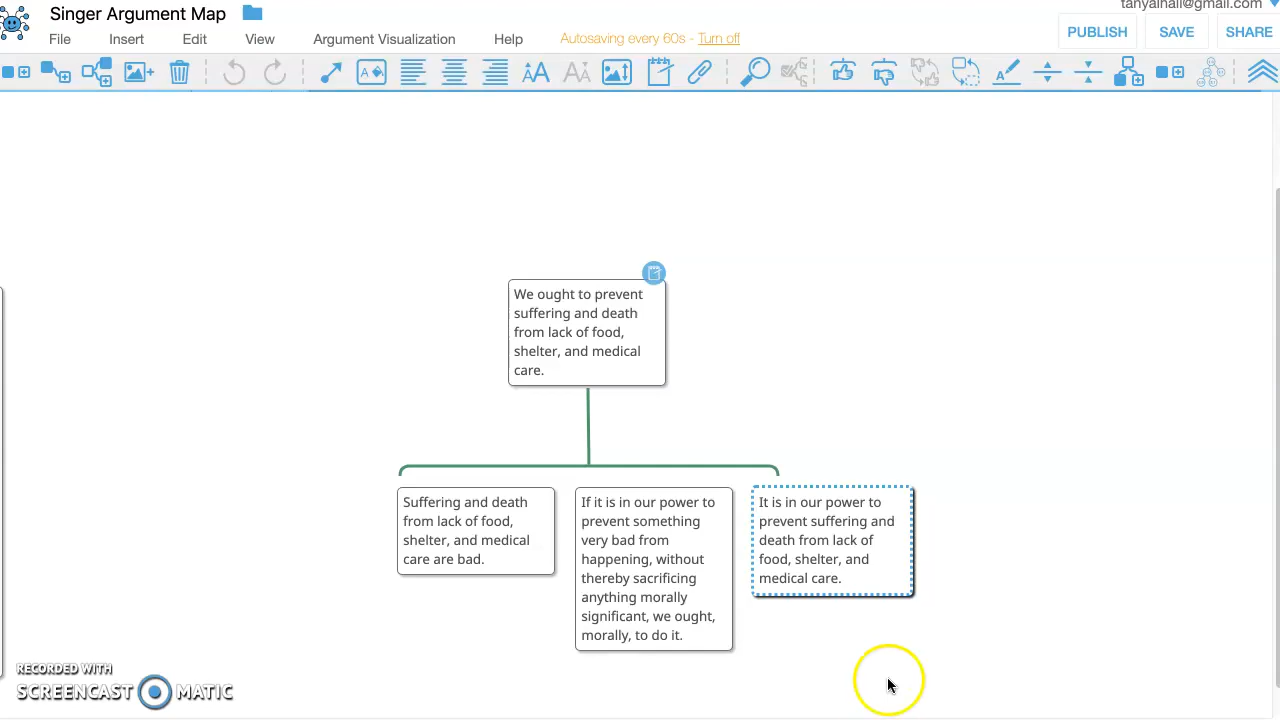 Singer Argument Map
tanyalhall@gmail.com
File Insert Edit View Argument Visualization Help
Autosaving every 60s - Turn off
PUBLISH SAVE SHARE
We ought to prevent
suffering and death
from lack of food,
shelter, and medical
care.
Suffering and death
from lack of food,
shelter, and medical
care are bad.
If it is in our power to
prevent something
very bad from
happening, without
thereby sacrificing
anything morally
significant, we ought,
morally, to do it.
It is in our power to
prevent suffering and
death from lack of
food, shelter, and
medical care.
RECORDED WITH
SCREENCAST MATIC